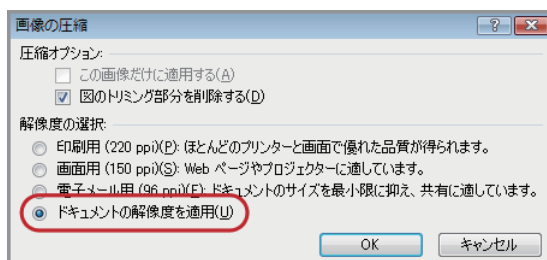 画像の圧縮
圧縮オプション:
この画像だけに適用する(A)
図のトリミング部分を削除する(D)
解像度の選択:
印刷用 (220 ppi)(P): ほとんどのプリンターと画面で優れた品質が得られます。
画面用 (150 ppi)(S): Web ページやプロジェクターに適しています。
電子メール用 (96 ppi)(E): ドキュメントのサイズを最小限に抑え、共有に適しています。
ドキュメントの解像度を適用(U)
OK キャンセル